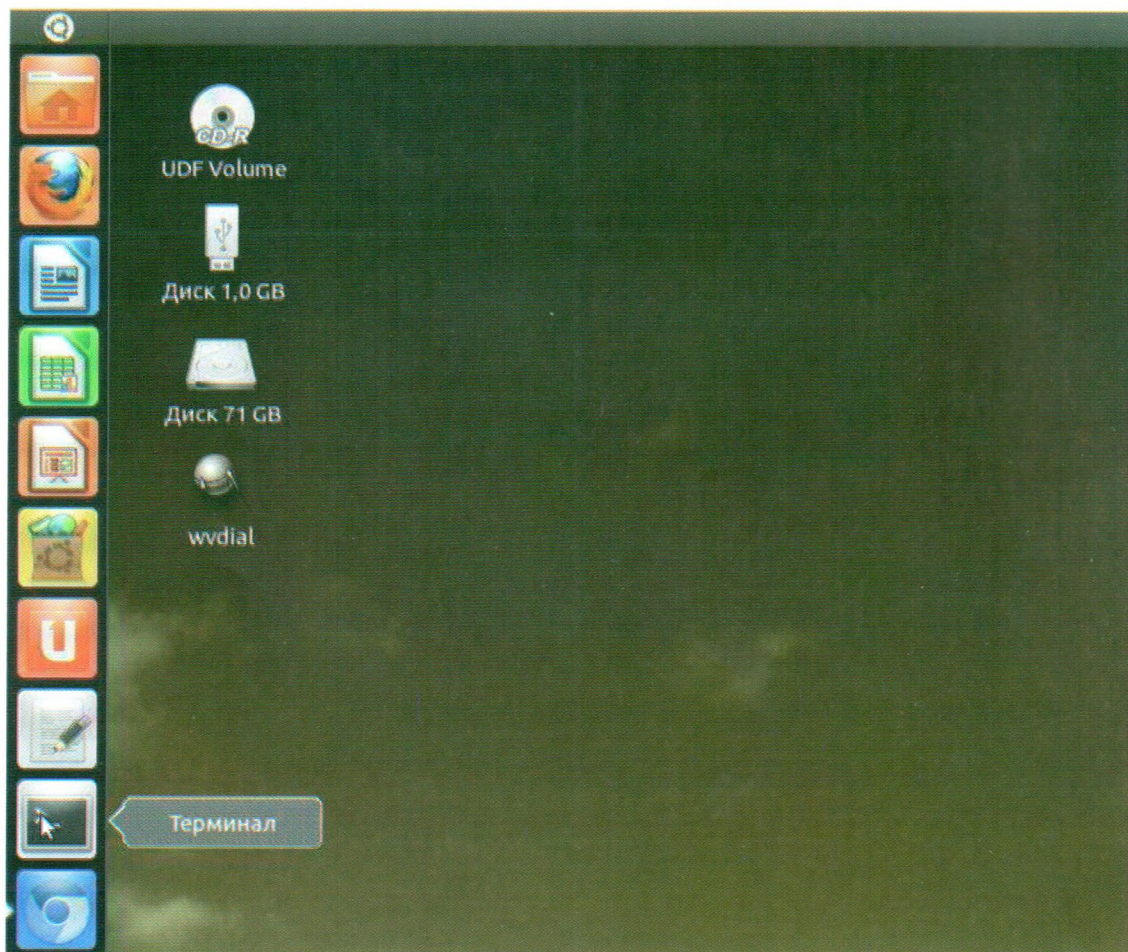 CD-R
UDF Volume
Диск 1,0 GB
Диск 71 GB
wvdial
Терминал